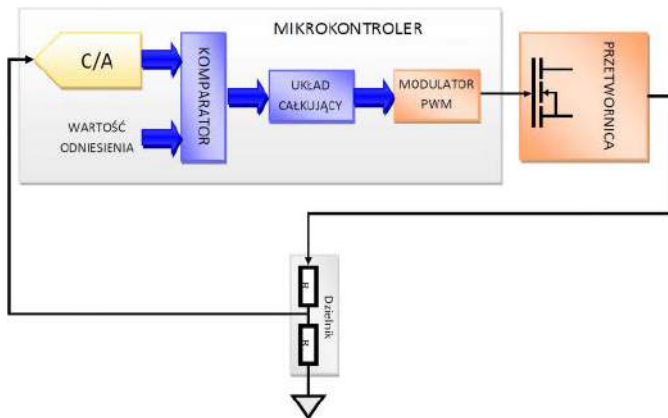 MIKROKONTROLER
C/A
KOMPARATOR
WARTOŚĆ
ODNIESIENIA
UKŁAD
CAŁKUJĄCY
MODULATOR
PWM
PRZETWORNICA
R
R
Dzielnik